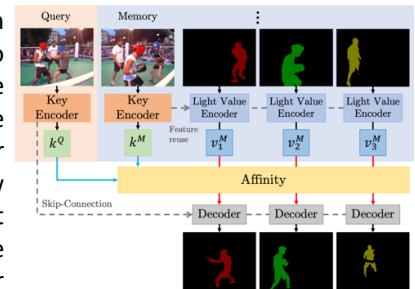 Query
Memory
⋮
Key
Encoder
Key
Encoder
Light Value
Encoder
Light Value
Encoder
Light Value
Encoder
Feature
reuse
k^Q
k^M
v_1^M
v_2^M
v_3^M
Affinity
Skip-Connection
Decoder
Decoder
Decoder